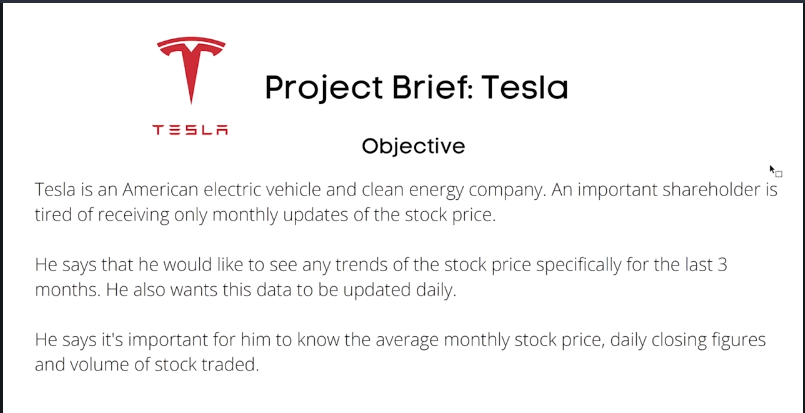 TESLA
Project Brief: Tesla
Objective
Tesla is an American electric vehicle and clean energy company. An important shareholder is
tired of receiving only monthly updates of the stock price.
He says that he would like to see any trends of the stock price specifically for the last 3
months. He also wants this data to be updated daily.
He says it's important for him to know the average monthly stock price, daily closing figures
and volume of stock traded.